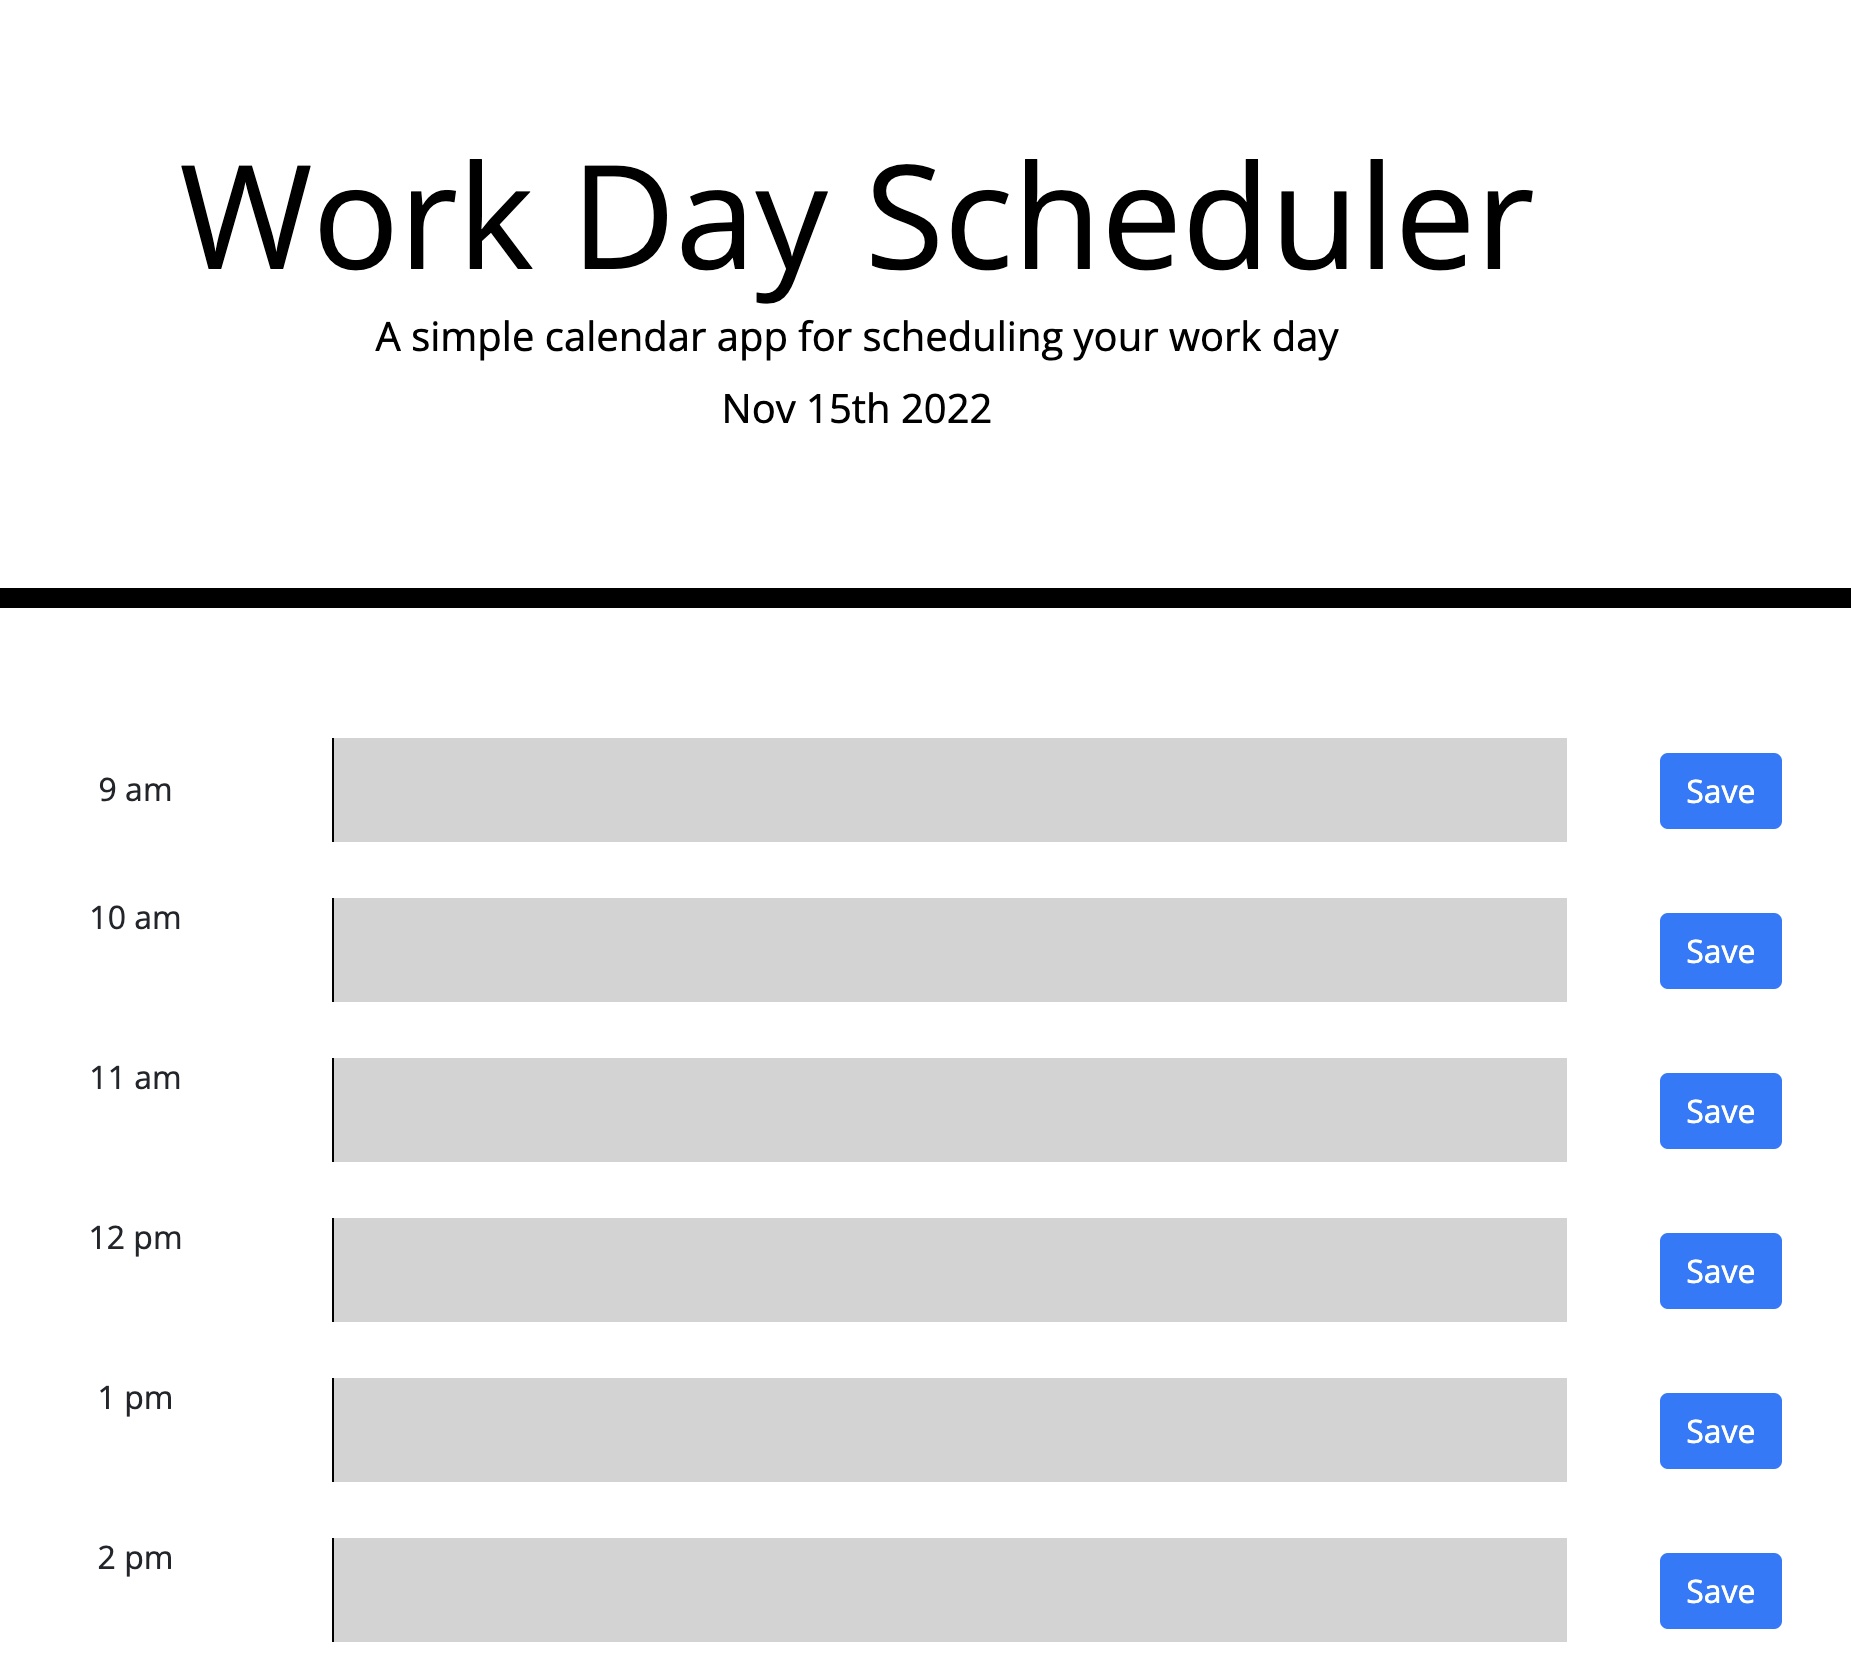 Work Day Scheduler
A simple calendar app for scheduling your work day
Nov 15th 2022
9 am Save
10 am Save
11 am Save
12 pm Save
1 pm Save
2 pm Save